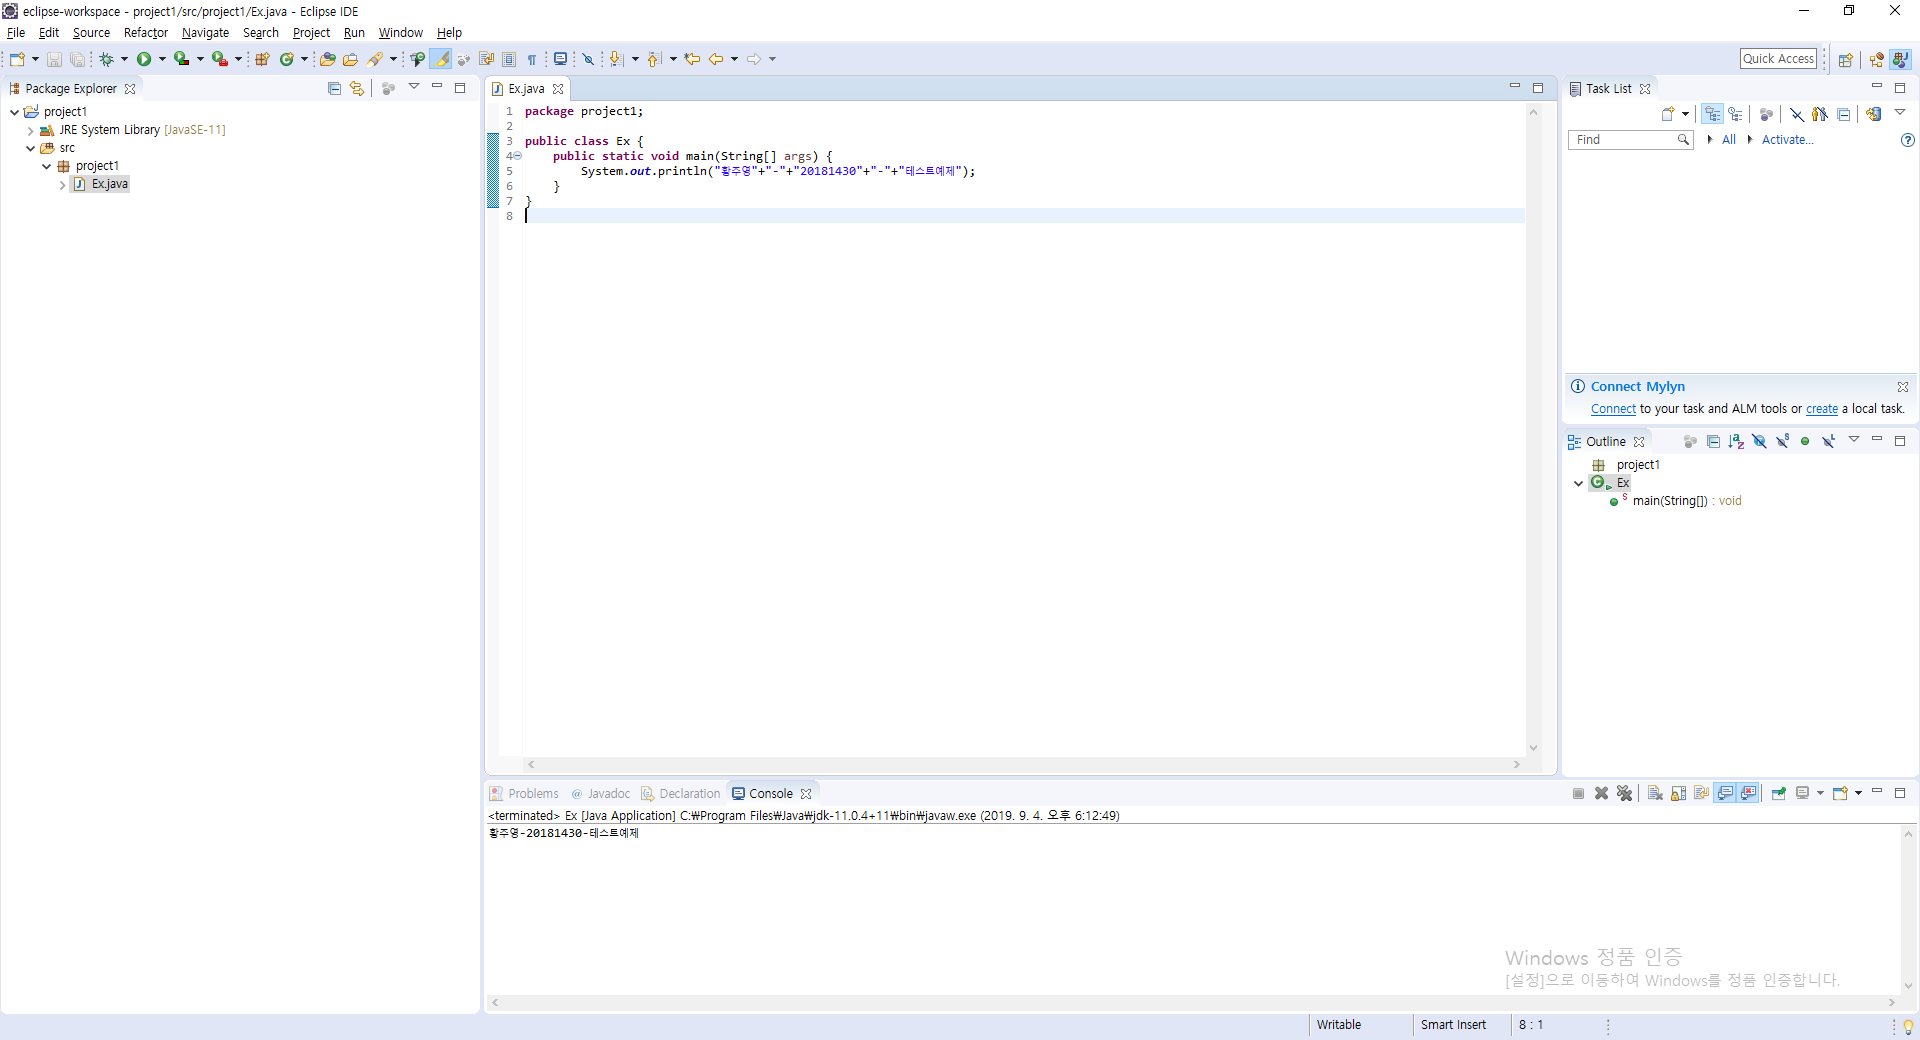 eclipse-workspace - project1/src/project1/Ex.java - Eclipse IDE
File Edit Source Refactor Navigate Search Project Run Window Help
Quick Access
Package Explorer
project1
JRE System Library [JavaSE-11]
src
project1
Ex.java
Ex.java
1 package project1;
2
3 public class Ex {
4 public static void main(String[] args) {
5 System.out.println("황주영"+"-"+"20181430"+"-"+"테스트예제");
6 }
7 }
8
Task List
Find All Activate...
Connect Mylyn
Connect to your task and ALM tools or create a local task.
Outline
project1
Ex
main(String[]) : void
Problems @ Javadoc Declaration Console
<terminated> Ex [Java Application] C:₩Program Files₩Java₩jdk-11.0.4+11₩bin₩javaw.exe (2019. 9. 4. 오후 6:12:49)
황주영-20181430-테스트예제
Windows 정품 인증
[설정]으로 이동하여 Windows를 정품 인증합니다.
Writable Smart Insert 8 : 1